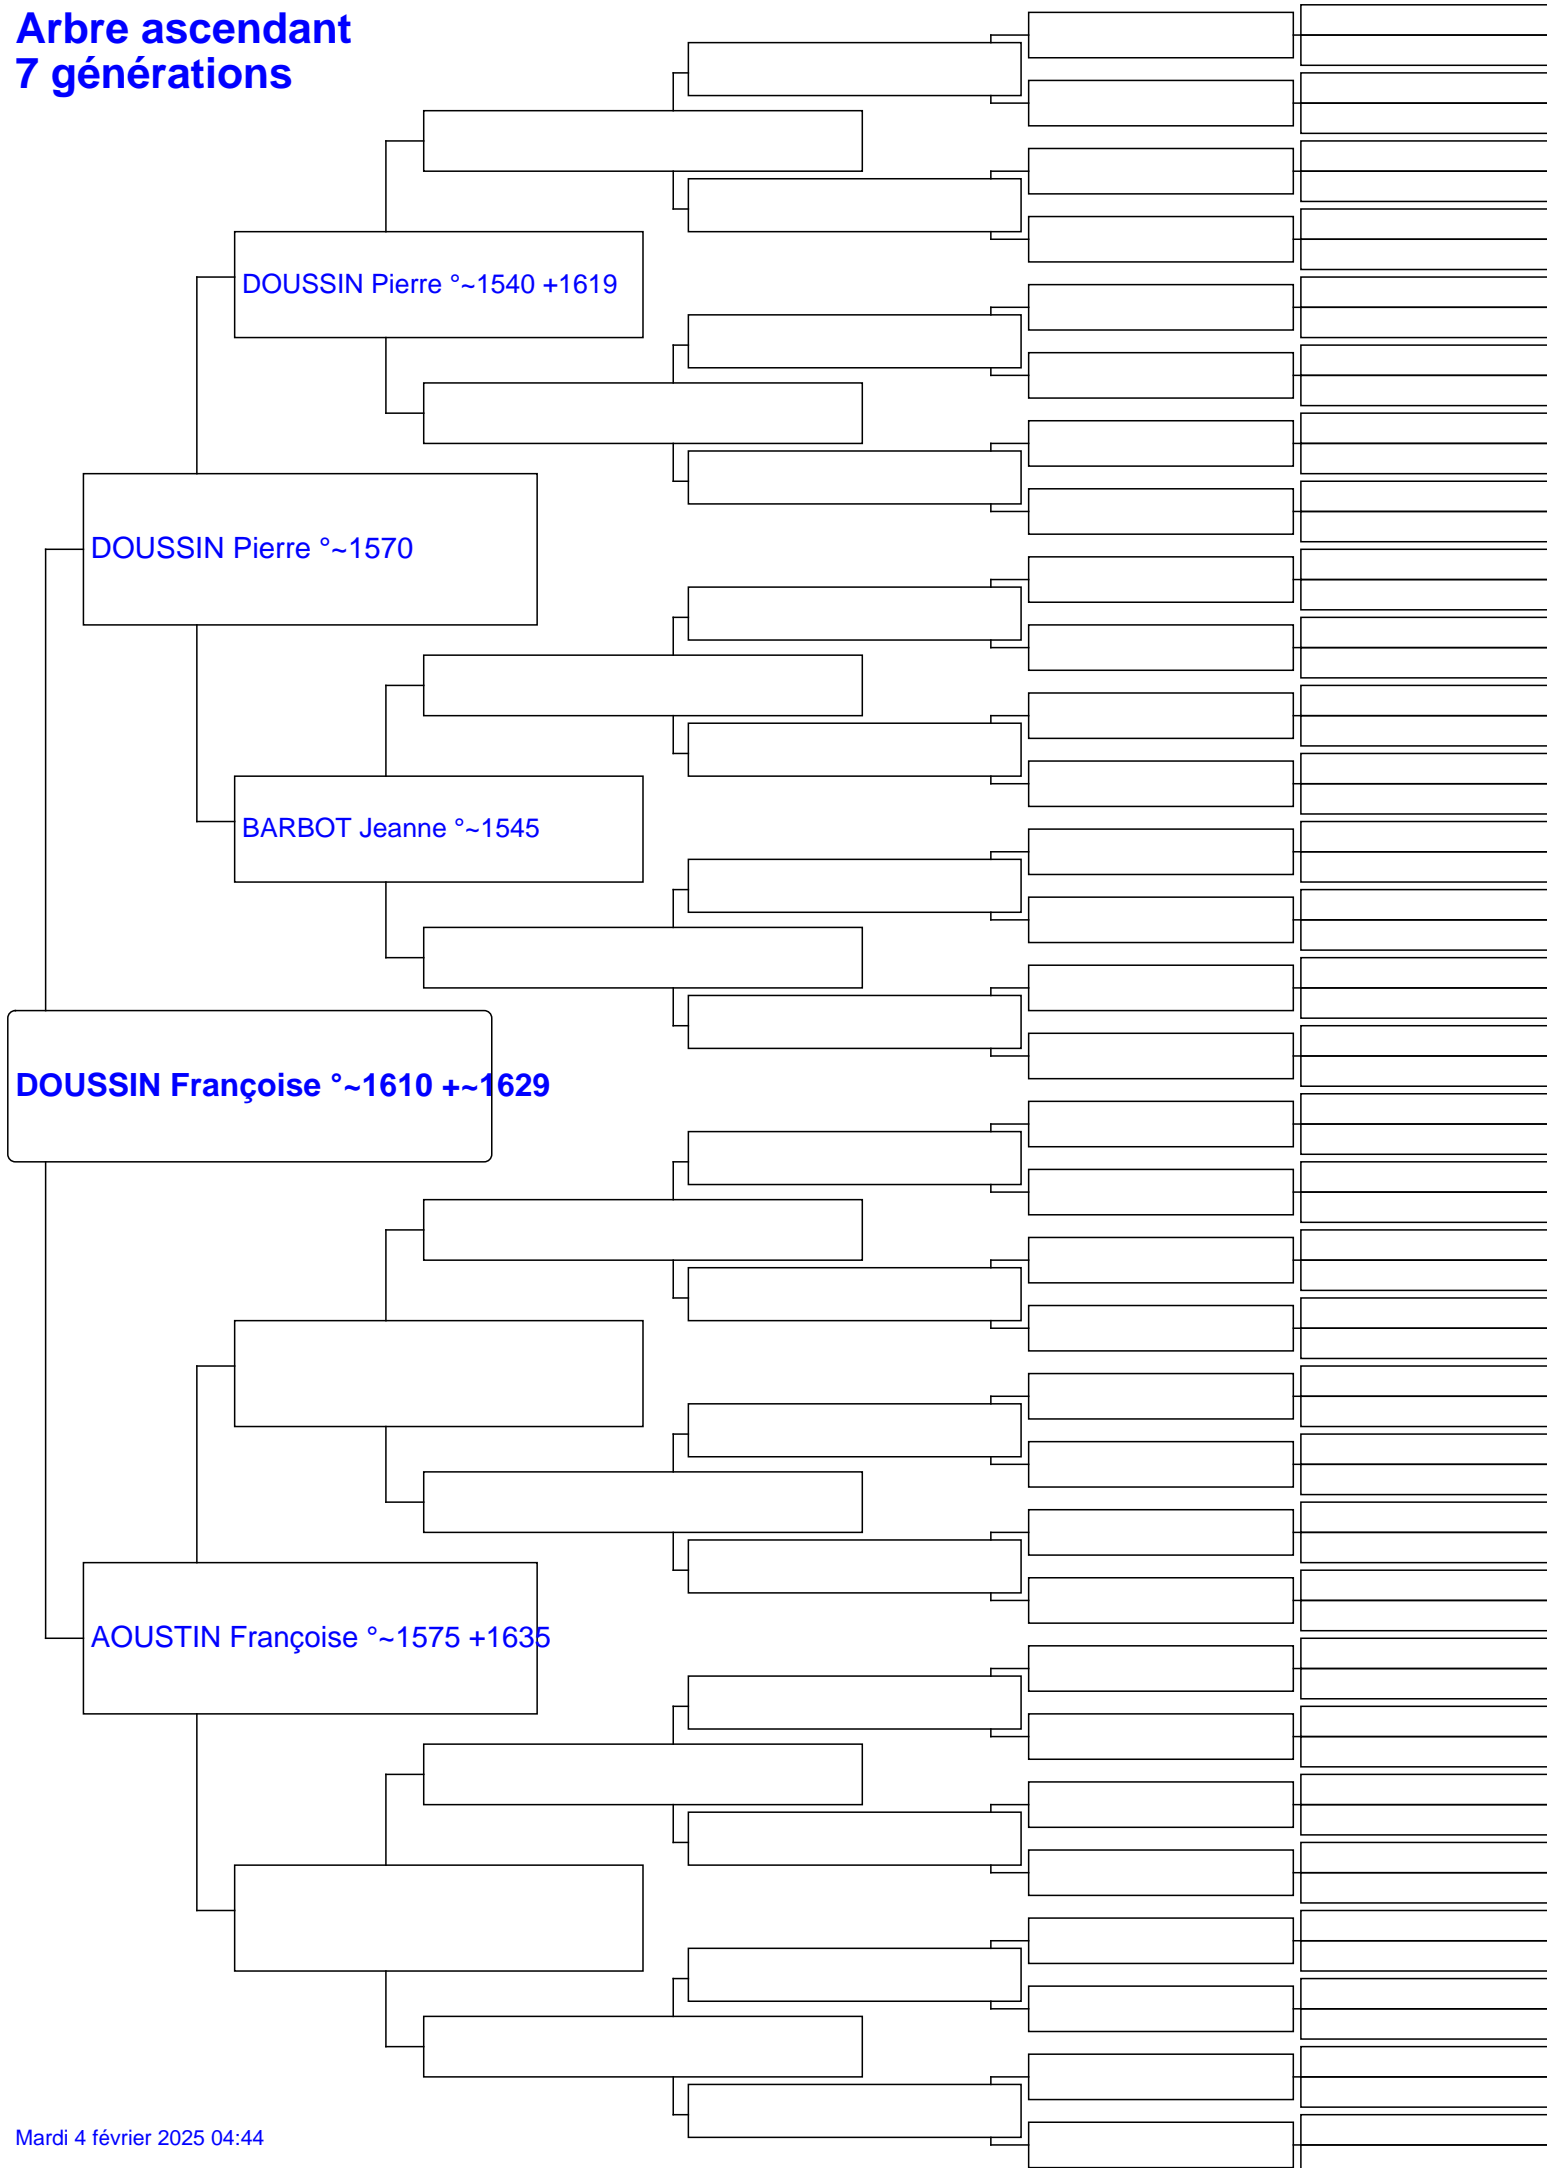 Arbre ascendant
7 générations
DOUSSIN Pierre °~1540 +1619
DOUSSIN Pierre °~1570
BARBOT Jeanne °~1545
DOUSSIN Françoise °~1610 +~1629
AOUSTIN Françoise °~1575 +1635
Mardi 4 février 2025 04:44